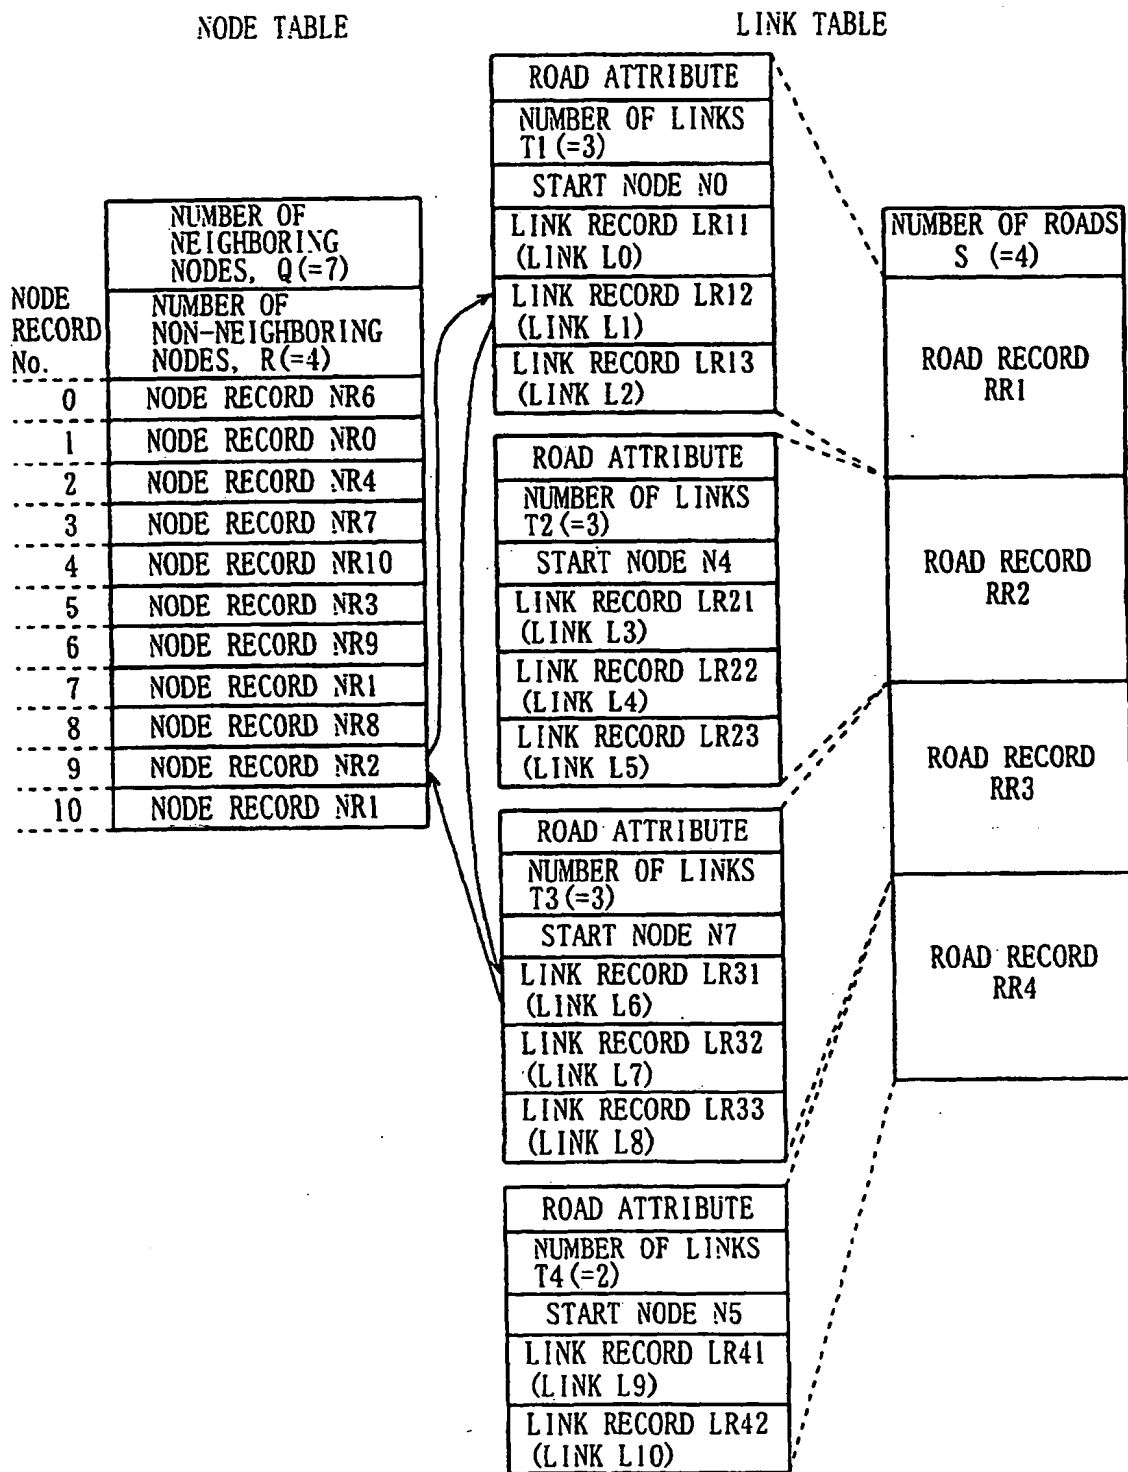 NODE TABLE
NUMBER OF
NEIGHBORING
NODES, Q(=7)
NODE
RECORD
No.
NUMBER OF
NON-NEIGHBORING
NODES, R(=4)
0 NODE RECORD NR6
1 NODE RECORD NR0
2 NODE RECORD NR4
3 NODE RECORD NR7
4 NODE RECORD NR10
5 NODE RECORD NR3
6 NODE RECORD NR9
7 NODE RECORD NR1
8 NODE RECORD NR8
9 NODE RECORD NR2
10 NODE RECORD NR1
LINK TABLE
ROAD ATTRIBUTE
NUMBER OF LINKS
T1(=3)
START NODE N0
LINK RECORD LR11
(LINK L0)
LINK RECORD LR12
(LINK L1)
LINK RECORD LR13
(LINK L2)
ROAD ATTRIBUTE
NUMBER OF LINKS
T2(=3)
START NODE N4
LINK RECORD LR21
(LINK L3)
LINK RECORD LR22
(LINK L4)
LINK RECORD LR23
(LINK L5)
ROAD ATTRIBUTE
NUMBER OF LINKS
T3(=3)
START NODE N7
LINK RECORD LR31
(LINK L6)
LINK RECORD LR32
(LINK L7)
LINK RECORD LR33
(LINK L8)
ROAD ATTRIBUTE
NUMBER OF LINKS
T4(=2)
START NODE N5
LINK RECORD LR41
(LINK L9)
LINK RECORD LR42
(LINK L10)
NUMBER OF ROADS
S (=4)
ROAD RECORD
RR1
ROAD RECORD
RR2
ROAD RECORD
RR3
ROAD RECORD
RR4